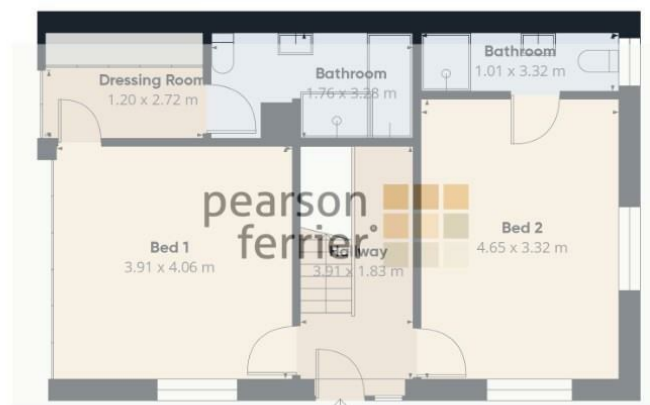 Dressing Room
1.20 x 2.72 m
Bathroom
1.76 x 3.28 m
Bathroom
1.01 x 3.32 m
pearson
ferrier
Bed 1
3.91 x 4.06 m
Hallway
3.91 x 1.83 m
Bed 2
4.65 x 3.32 m